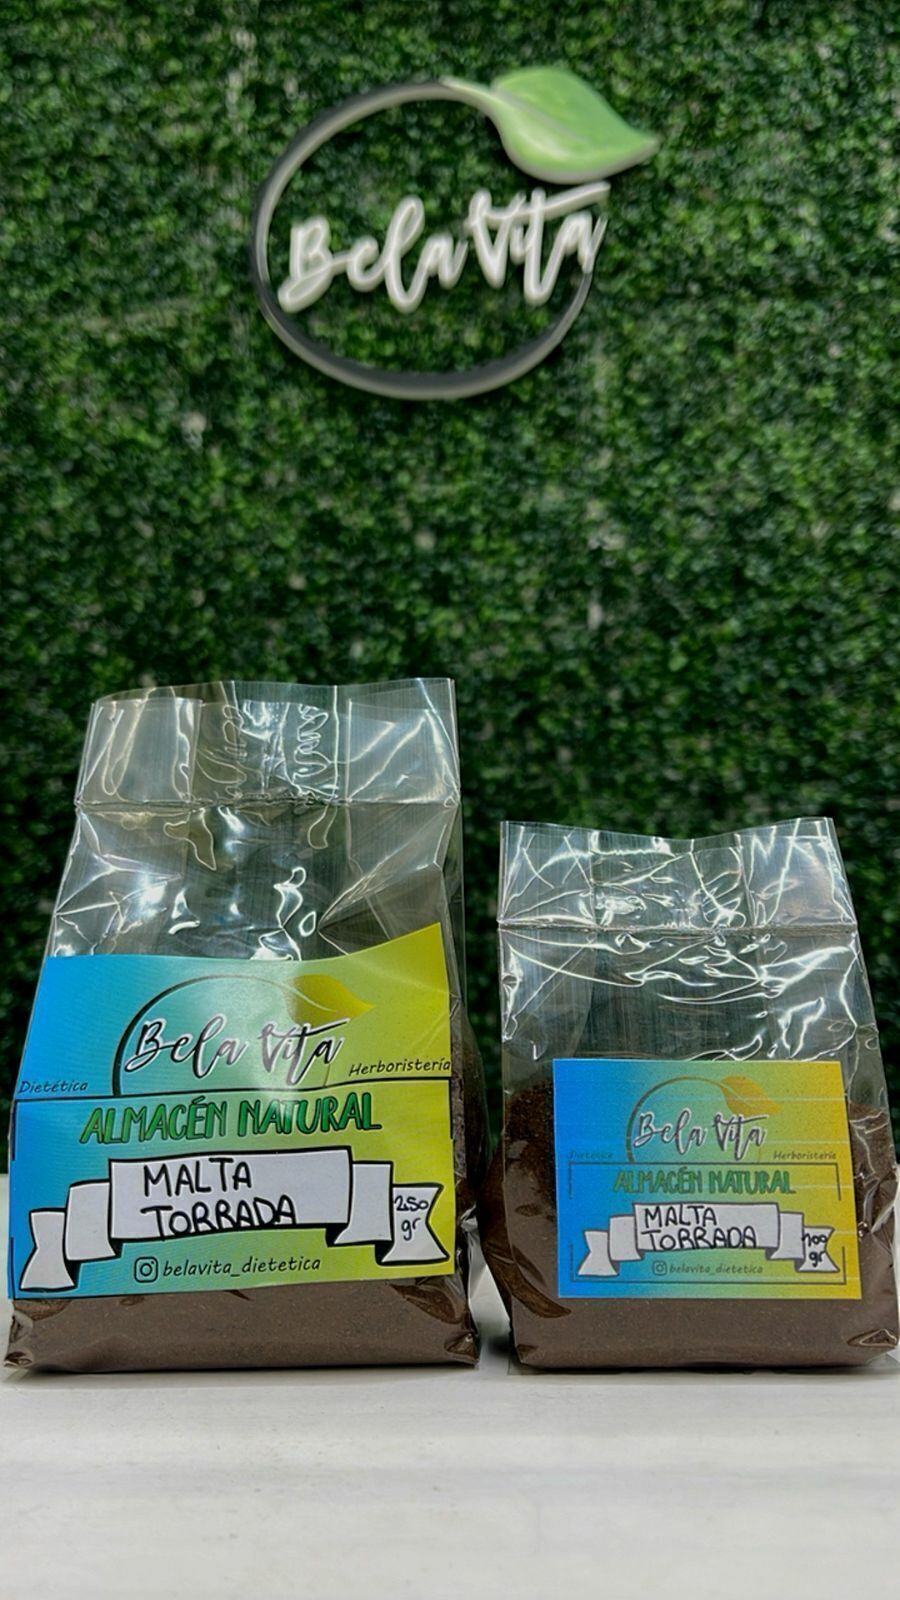 Bela Vita
Bela Vita
Dietética
Herboristería
ALMACÉN NATURAL
MALTA
TORRADA
250
gr
belavita_dietetica
Bela Vita
Dietética
Herboristería
ALMACÉN NATURAL
MALTA
TORRADA
100
gr
belavita_dietetica